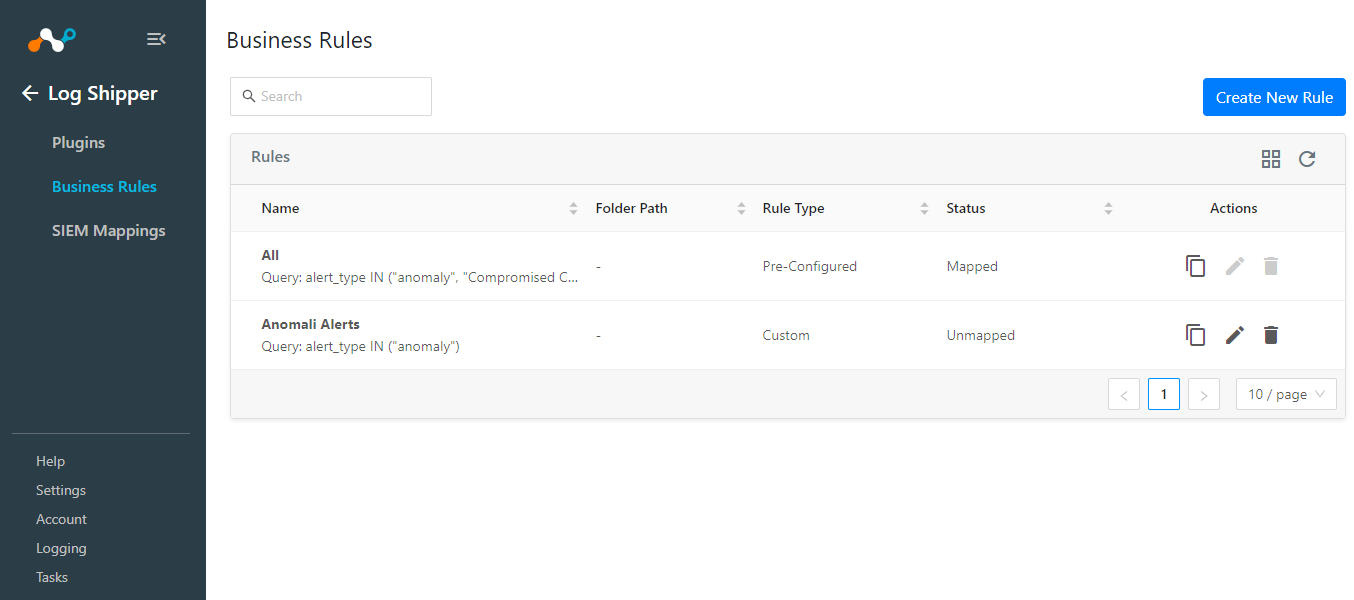 Business Rules
Log Shipper
Plugins
Business Rules
SIEM Mappings
Help
Settings
Account
Logging
Tasks
Search
Create New Rule
Rules
Name Folder Path Rule Type Status Actions
All
Query: alert_type IN ("anomaly", "Compromised C...
- Pre-Configured Mapped
Anomali Alerts
Query: alert_type IN ("anomaly")
- Custom Unmapped
< 1 > 10 / page